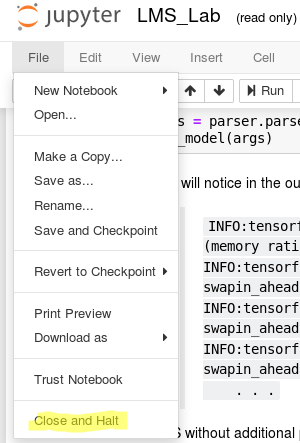 jupyter LMS_Lab (read only)
File Edit View Insert Cell
New Notebook
Open...
Make a Copy...
Save as...
Rename...
Save and Checkpoint
Revert to Checkpoint
Print Preview
Download as
Trust Notebook
Close and Halt
Run
s = parser.parse
_model(args)
will notice in the ou
INFO:tensorf
(memory rati
INFO:tensorf
swapin_ahead
INFO:tensorf
swapin_ahead
INFO:tensorf
swapin_ahead
. . .
S without additional